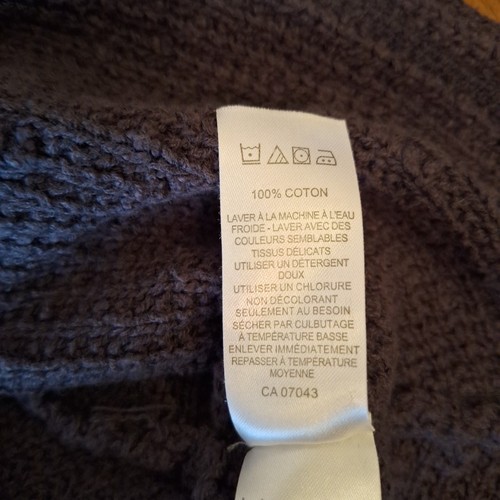 100% COTON
LAVER À LA MACHINE À L'EAU
FROIDE - LAVER AVEC DES
COULEURS SEMBLABLES
TISSUS DÉLICATS
UTILISER UN DÉTERGENT
DOUX
UTILISER UN CHLORURE
NON DÉCOLORANT
SEULEMENT AU BESOIN
SÉCHER PAR CULBUTAGE
À TEMPÉRATURE BASSE
ENLEVER IMMÉDIATEMENT
REPASSER À TEMPÉRATURE
MOYENNE
CA 07043